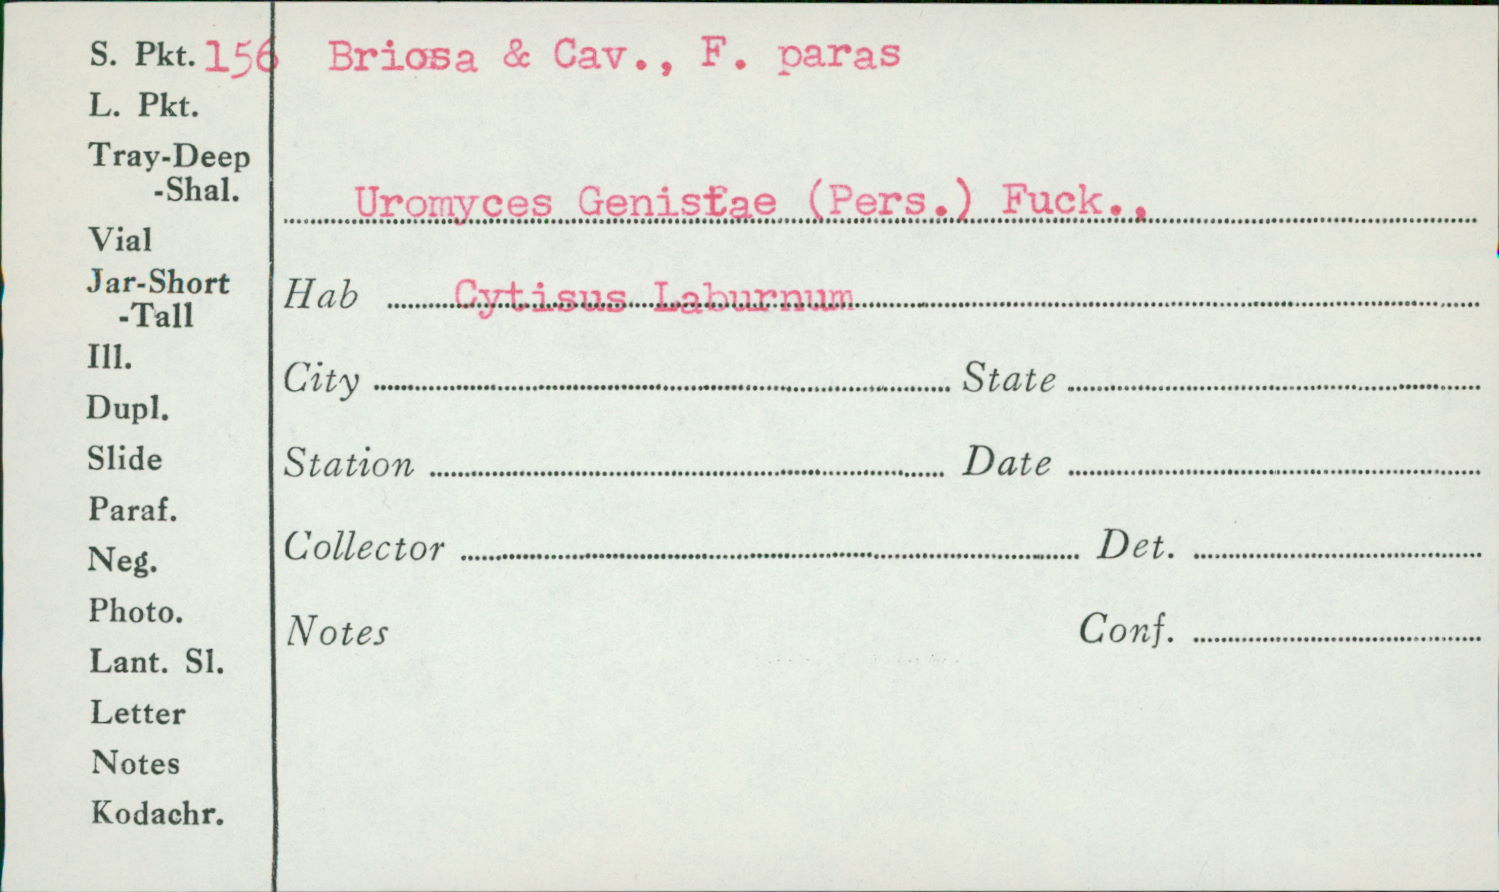 S. Pkt. 156 Briosa & Cav., F. paras
L. Pkt.
Tray-Deep
-Shal.
Uromyces Genistae (Pers.) Fuck.,
Vial
Jar-Short
-Tall
Hab Cytisus Laburnum
Ill.
City State
Dupl.
Slide
Station Date
Paraf.
Collector Det.
Neg.
Photo.
Notes Conf.
Lant. Sl.
Letter
Notes
Kodachr.